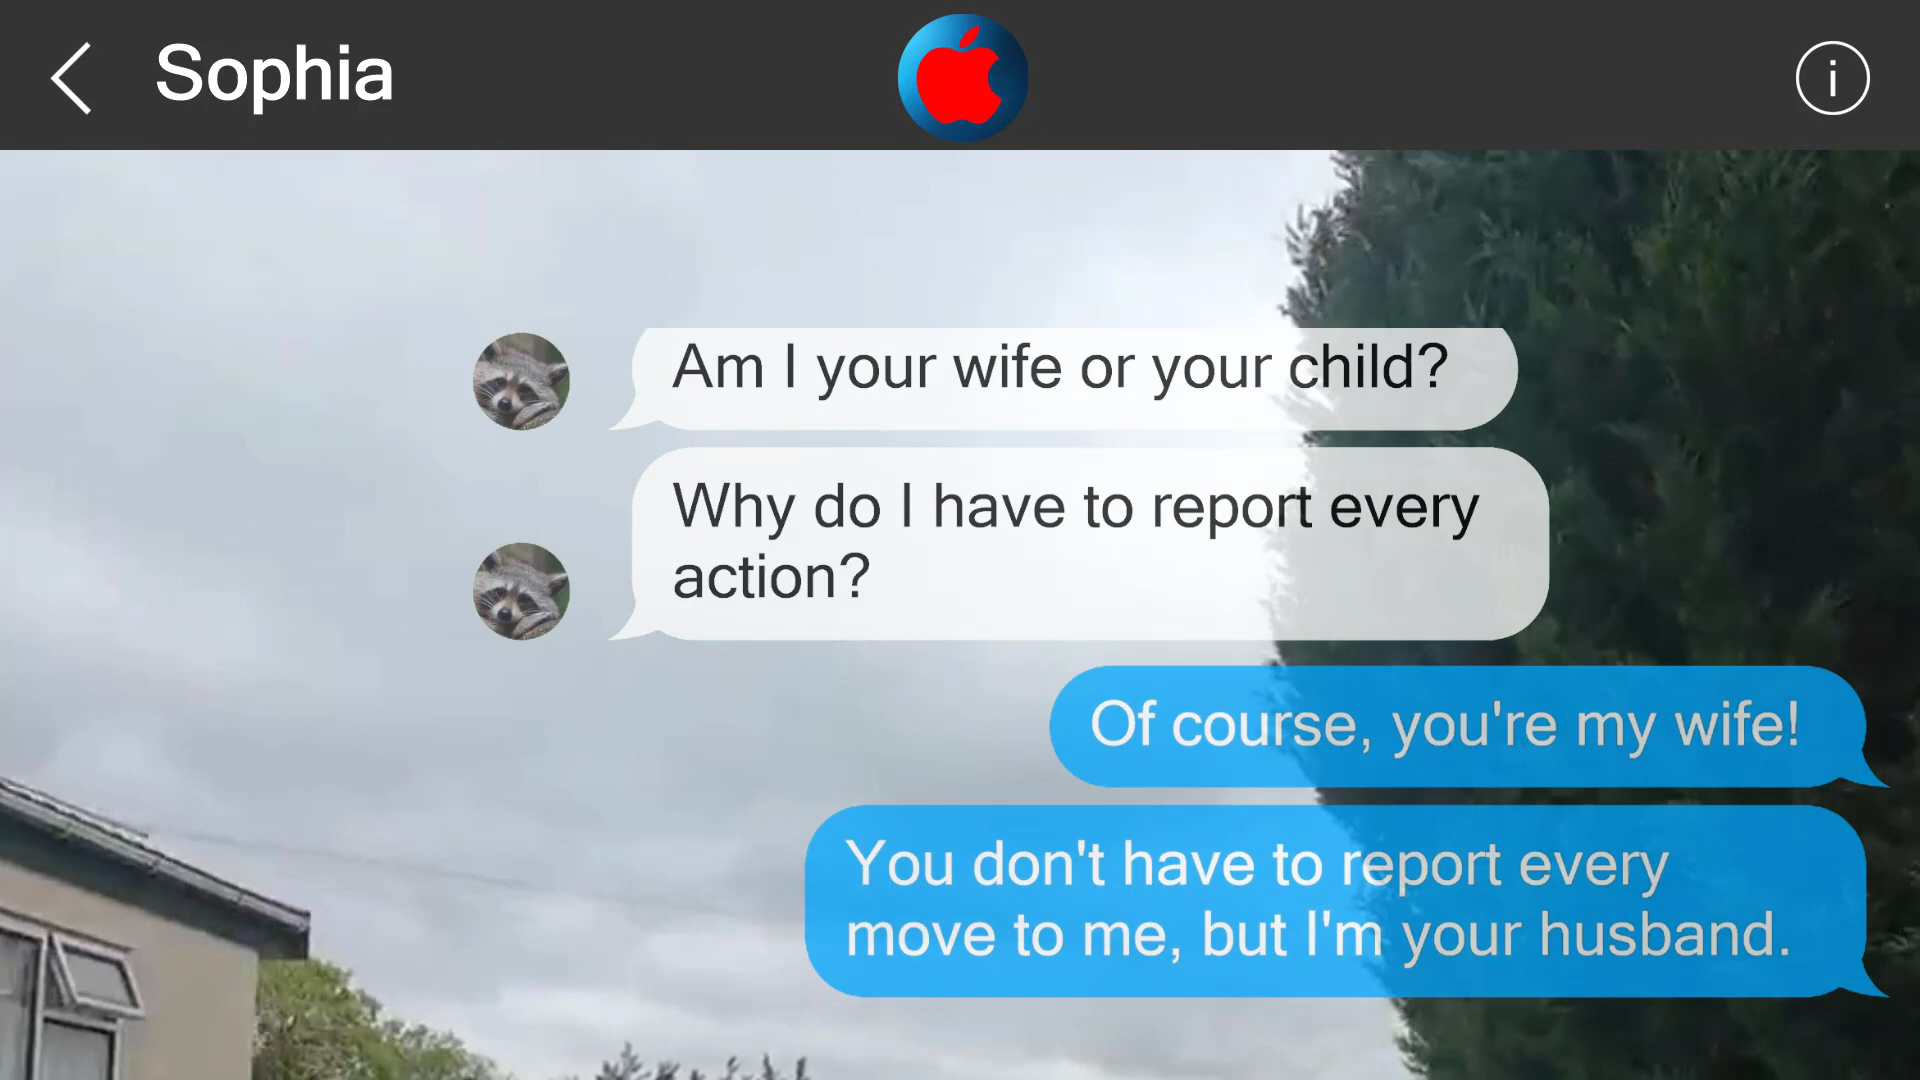 Sophia
Am I your wife or your child?
Why do I have to report every
action?
Of course, you're my wife!
You don't have to report every
move to me, but I'm your husband.